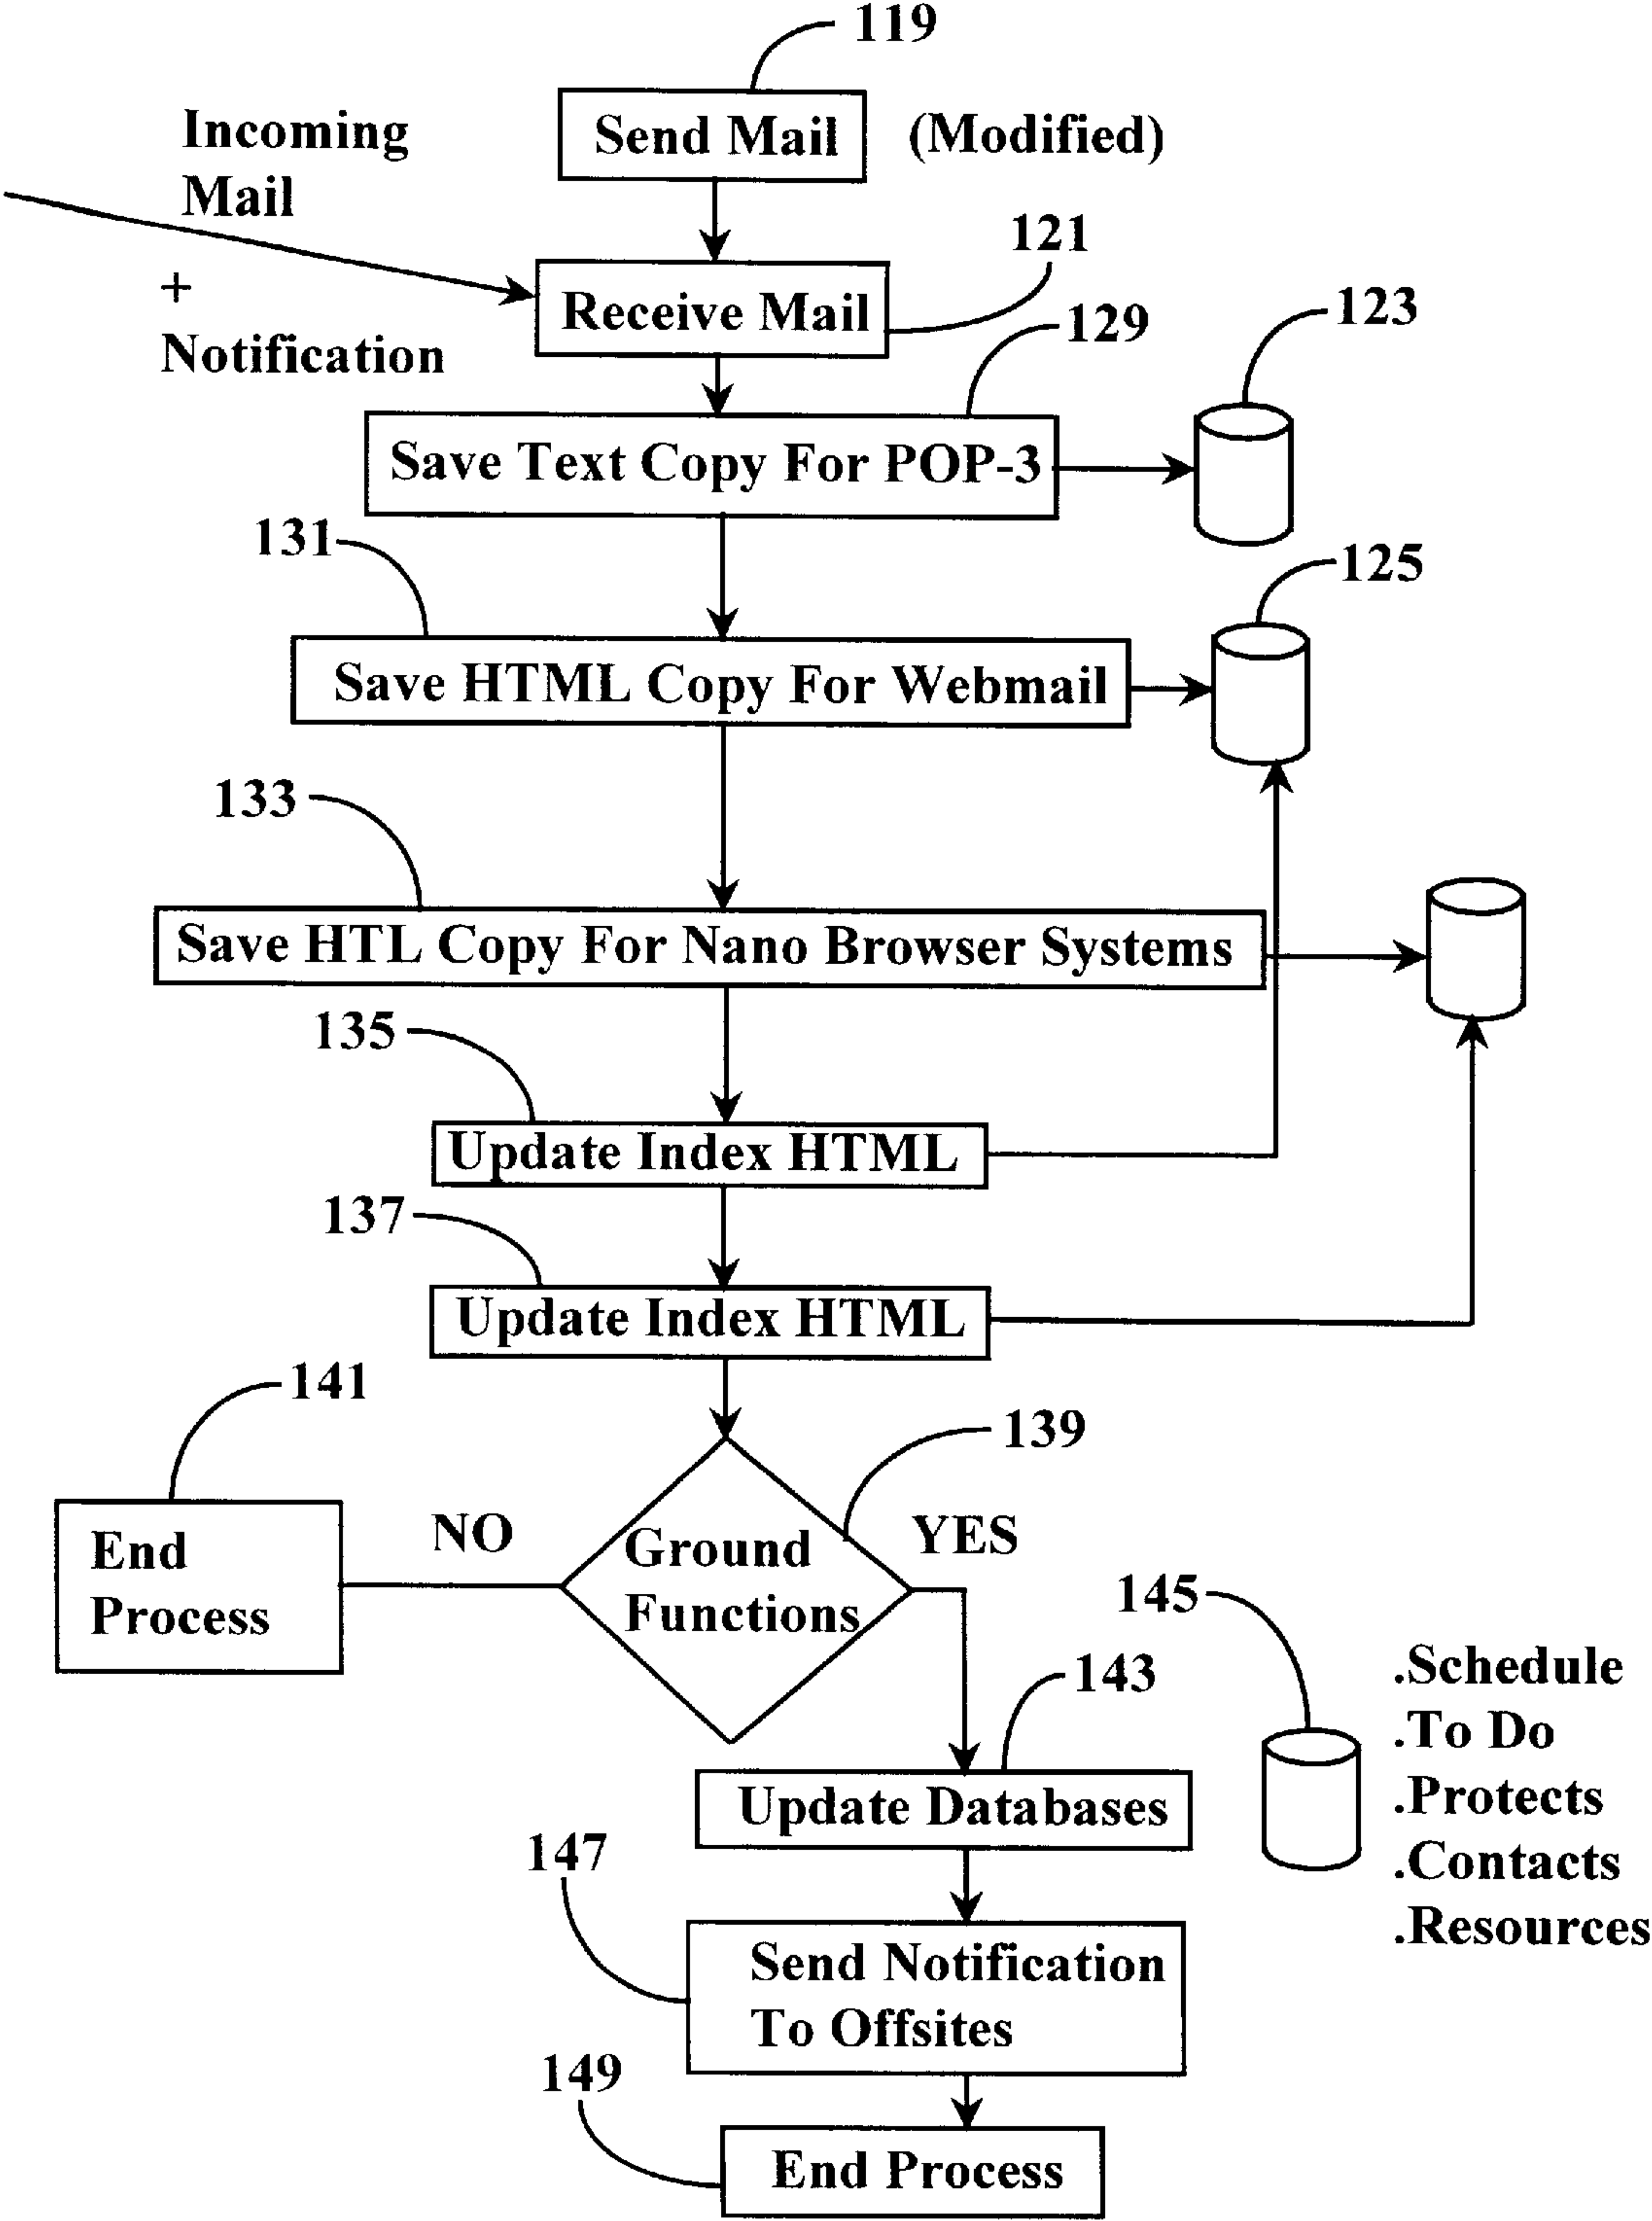 119
Send Mail
(Modified)
Incoming
Mail
+
Notification
121
Receive Mail
129
123
Save Text Copy For POP-3
131
125
Save HTML Copy For Webmail
133
Save HTL Copy For Nano Browser Systems
135
Update Index HTML
137
Update Index HTML
141
139
End
Process
NO
Ground
Functions
YES
145
143
.Schedule
.To Do
.Protects
.Contacts
.Resources
Update Databases
147
Send Notification
To Offsites
149
End Process